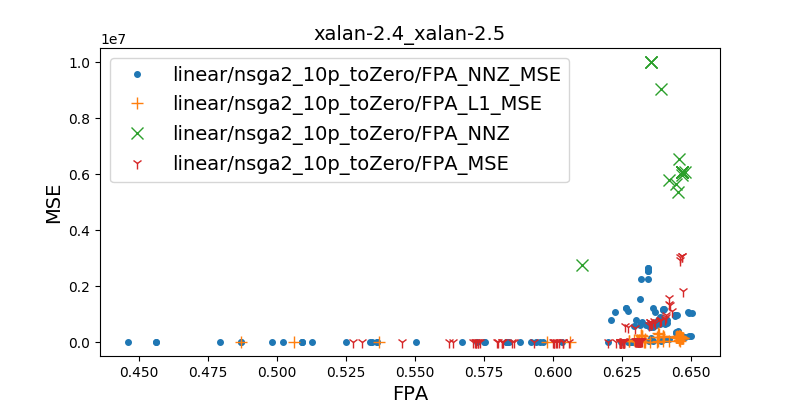 xalan-2.4_xalan-2.5
1e7
linear/nsga2_10p_toZero/FPA_NNZ_MSE
linear/nsga2_10p_toZero/FPA_L1_MSE
linear/nsga2_10p_toZero/FPA_NNZ
linear/nsga2_10p_toZero/FPA_MSE
MSE
1.0
0.8
0.6
0.4
0.2
0.0
0.450 0.475 0.500 0.525 0.550 0.575 0.600 0.625 0.650
FPA